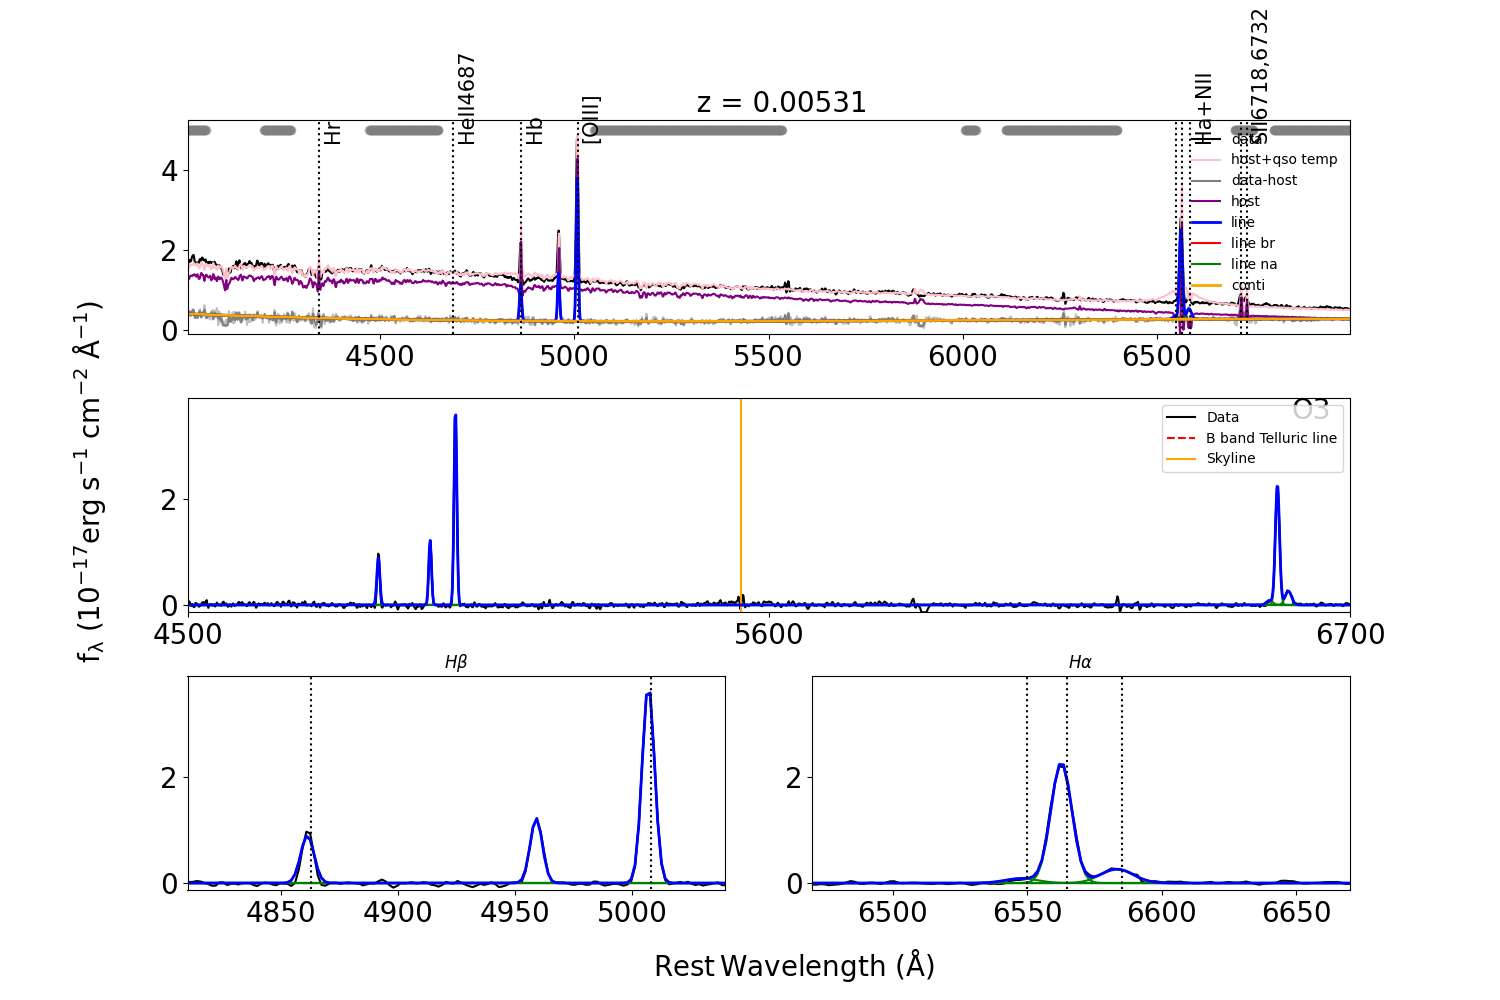 z = 0.00531
Hr
HeII4687
Hb
[OIII]
Ha+NII
SII6718,6732
data
host+qso temp
data-host
host
line
line br
line na
conti
4
2
0
4500 5000 5500 6000 6500
O3
Data
B band Telluric line
Skyline
2
0
4500 5600 6700
fλ (10⁻¹⁷erg s⁻¹ cm⁻² Å⁻¹)
Hβ
2
0
4850 4900 4950 5000
Hα
2
0
6500 6550 6600 6650
Rest Wavelength (Å)